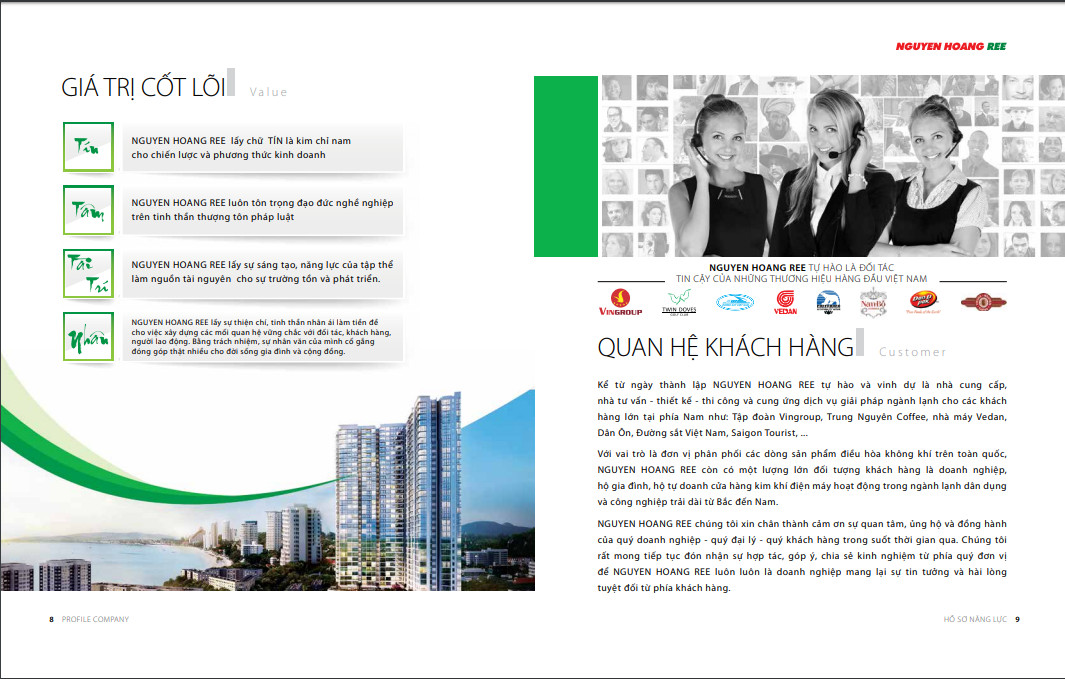 GIÁ TRỊ CỐT LÕI Value
Tín
NGUYEN HOANG REE lấy chữ TÍN là kim chỉ nam
cho chiến lược và phương thức kinh doanh
Tâm
NGUYEN HOANG REE luôn tôn trọng đạo đức nghề nghiệp
trên tinh thần thượng tôn pháp luật
Tài
Trí
NGUYEN HOANG REE lấy sự sáng tạo, năng lực của tập thể
làm nguồn tài nguyên cho sự trường tồn và phát triển.
Nhân
NGUYEN HOANG REE lấy sự thiện chí, tinh thần nhân ái làm tiền đề
cho việc xây dựng các mối quan hệ vững chắc với đối tác, khách hàng,
người lao động. Bằng trách nhiệm, sự nhân văn của mình cố gắng
đóng góp thật nhiều cho đời sống gia đình và cộng đồng.
8 PROFILE COMPANY
NGUYEN HOANG REE
NGUYEN HOANG REE TỰ HÀO LÀ ĐỐI TÁC
TIN CẬY CỦA NHỮNG THƯƠNG HIỆU HÀNG ĐẦU VIỆT NAM
VINGROUP
TWIN DOVES
GOLF CLUB
VEDAN
QUAN HỆ KHÁCH HÀNG Customer
Kể từ ngày thành lập NGUYEN HOANG REE tự hào và vinh dự là nhà cung cấp,
nhà tư vấn - thiết kế - thi công và cung ứng dịch vụ giải pháp ngành lạnh cho các khách
hàng lớn tại phía Nam như: Tập đoàn Vingroup, Trung Nguyên Coffee, nhà máy Vedan,
Dân Ôn, Đường sắt Việt Nam, Saigon Tourist, ...
Với vai trò là đơn vị phân phối các dòng sản phẩm điều hòa không khí trên toàn quốc,
NGUYEN HOANG REE còn có một lượng lớn đối tượng khách hàng là doanh nghiệp,
hộ gia đình, hộ tự doanh cửa hàng kim khí điện máy hoạt động trong ngành lạnh dân dụng
và công nghiệp trải dài từ Bắc đến Nam.
NGUYEN HOANG REE chúng tôi xin chân thành cảm ơn sự quan tâm, ủng hộ và đồng hành
của quý doanh nghiệp - quý đại lý - quý khách hàng trong suốt thời gian qua. Chúng tôi
rất mong tiếp tục đón nhận sự hợp tác, góp ý, chia sẻ kinh nghiệm từ phía quý đơn vị
để NGUYEN HOANG REE luôn luôn là doanh nghiệp mang lại sự tin tưởng và hài lòng
tuyệt đối từ phía khách hàng.
HỒ SƠ NĂNG LỰC 9